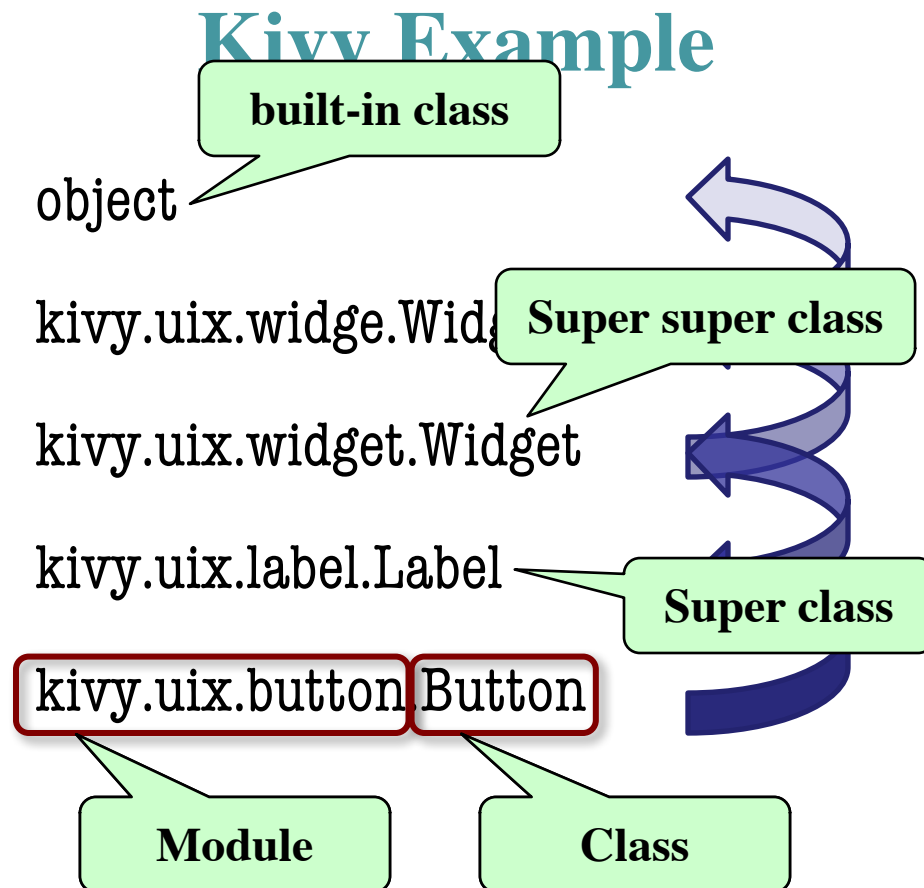 Kivy Example
built-in class
object
kivy.uix.widge.Widg
Super super class
kivy.uix.widget.Widget
kivy.uix.label.Label
Super class
kivy.uix.button.Button
Module
Class